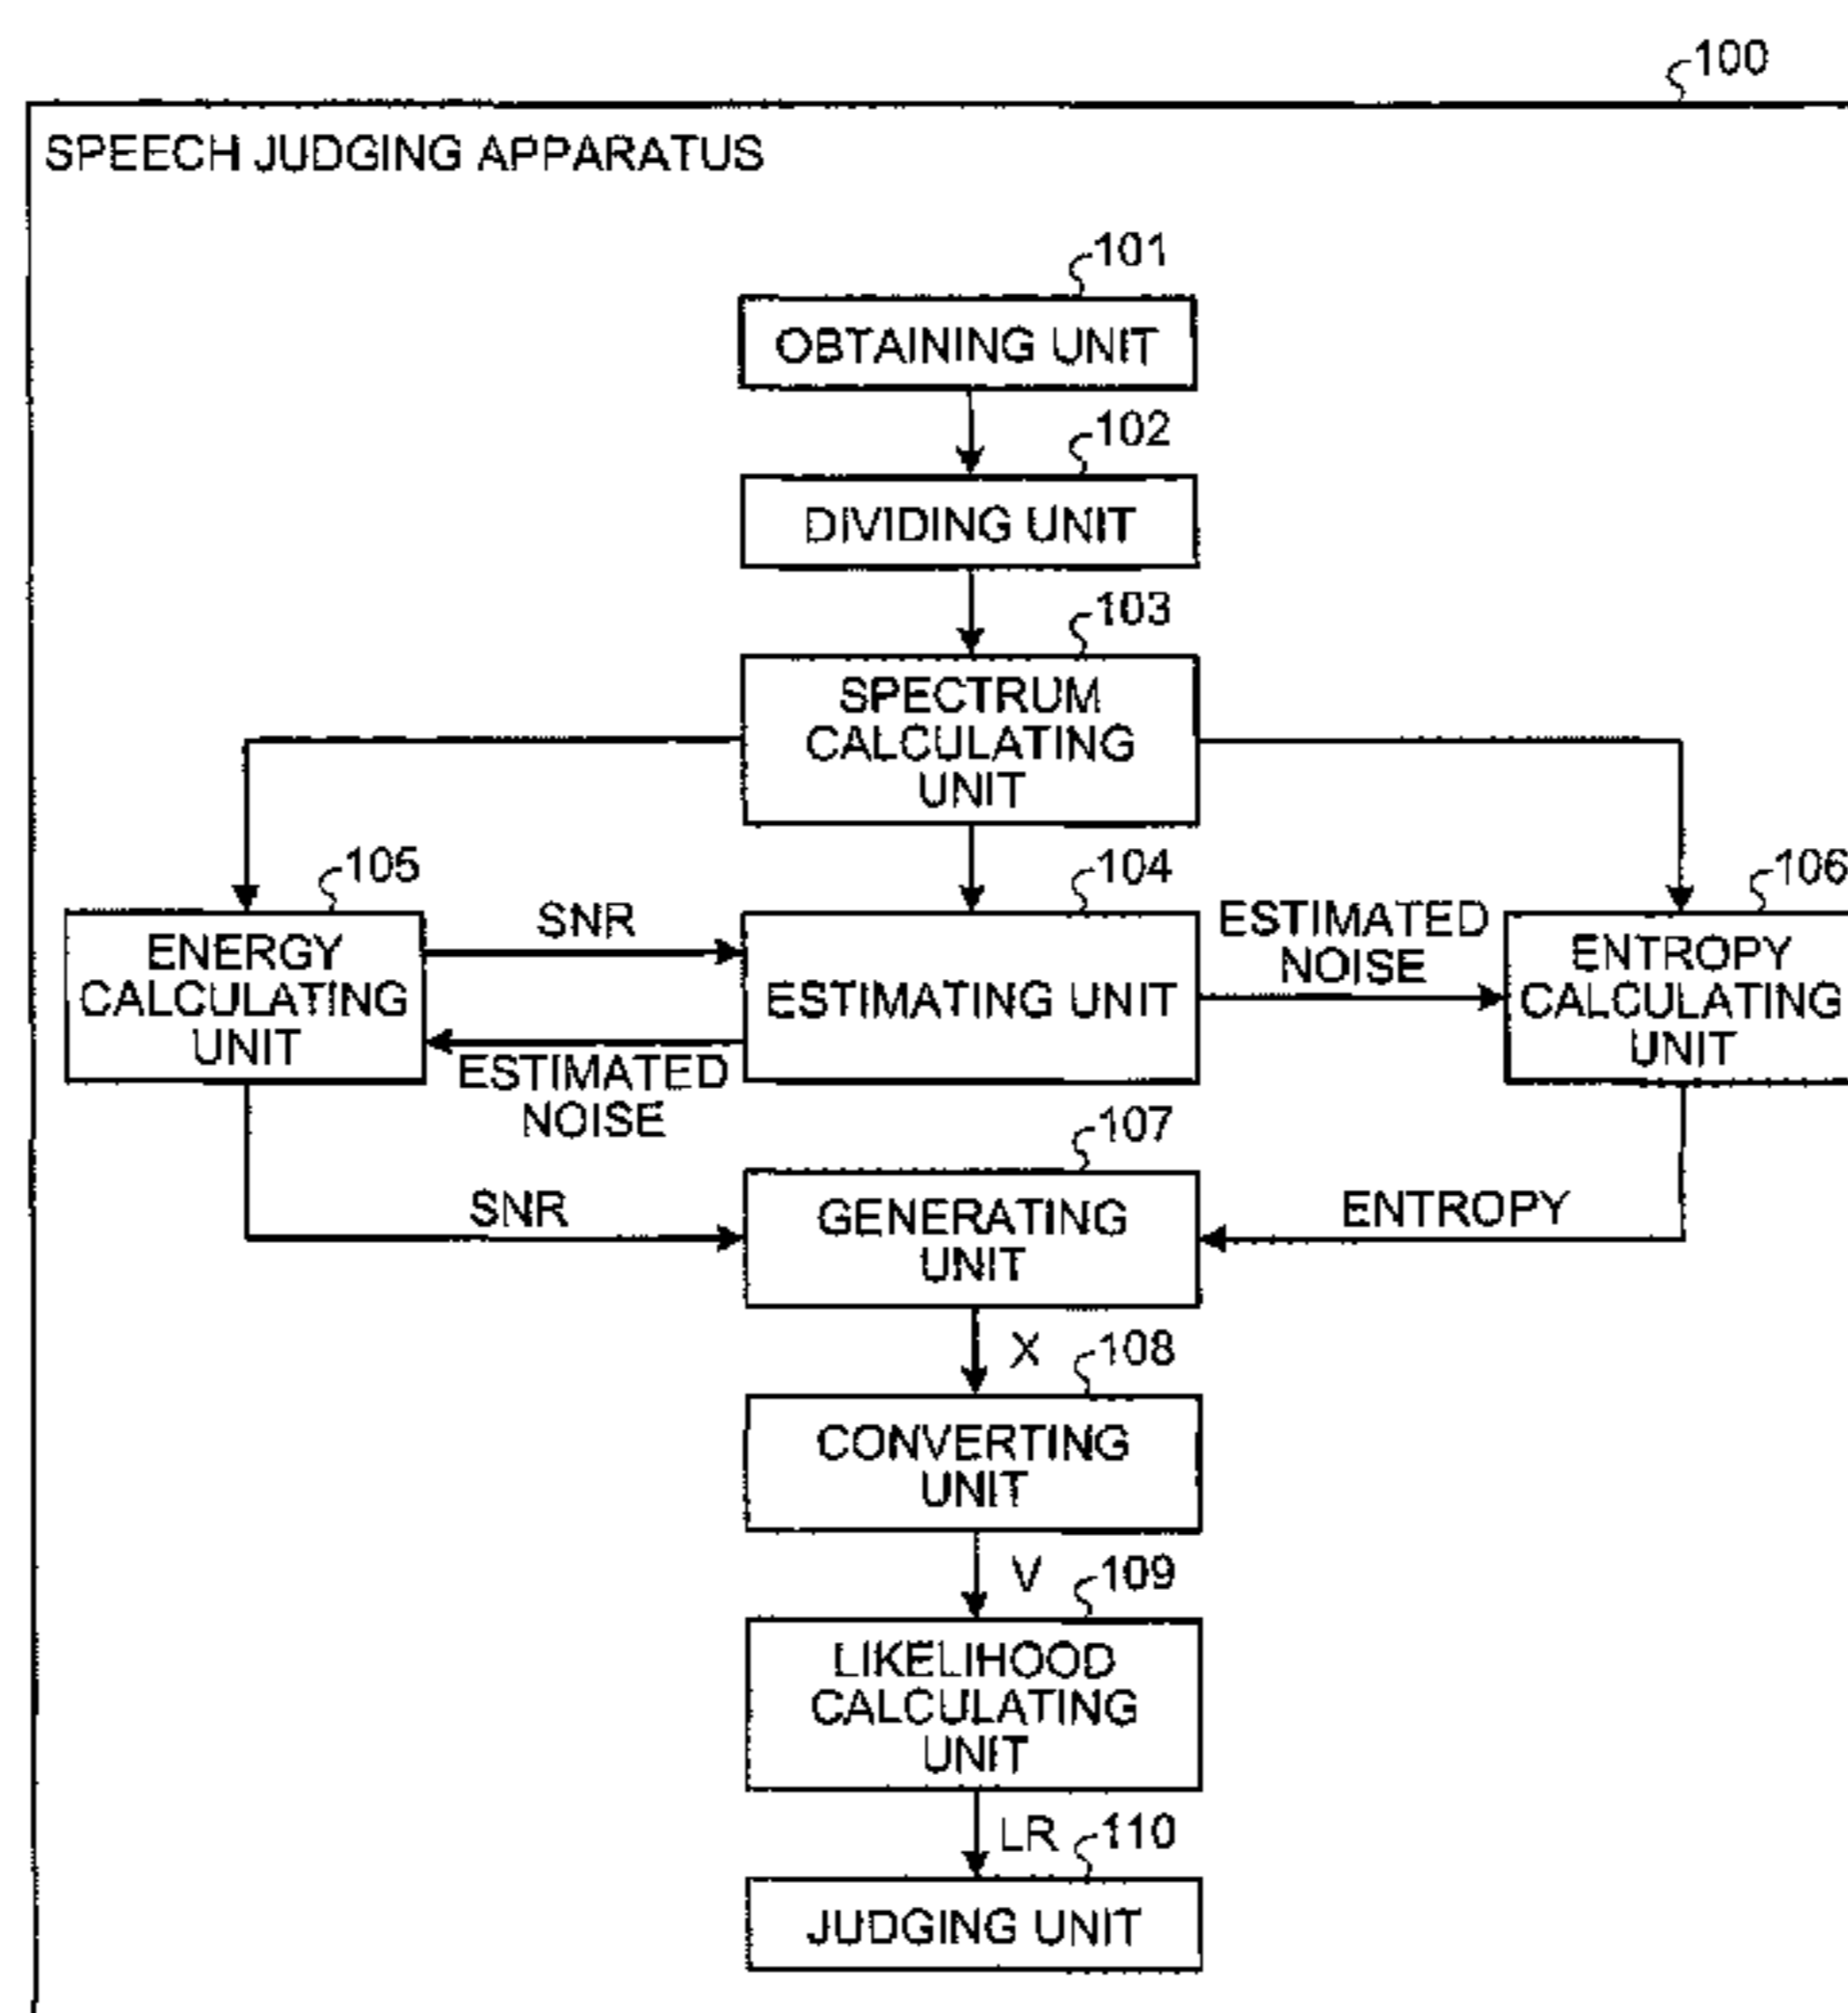 100
SPEECH JUDGING APPARATUS
101
OBTAINING UNIT
102
DIVIDING UNIT
103
SPECTRUM
CALCULATING
UNIT
105
ENERGY
CALCULATING
UNIT
SNR
ESTIMATED
NOISE
104
ESTIMATING UNIT
ESTIMATED
NOISE
106
ENTROPY
CALCULATING
UNIT
SNR
107
GENERATING
UNIT
ENTROPY
X
108
CONVERTING
UNIT
V
109
LIKELIHOOD
CALCULATING
UNIT
LR
110
JUDGING UNIT